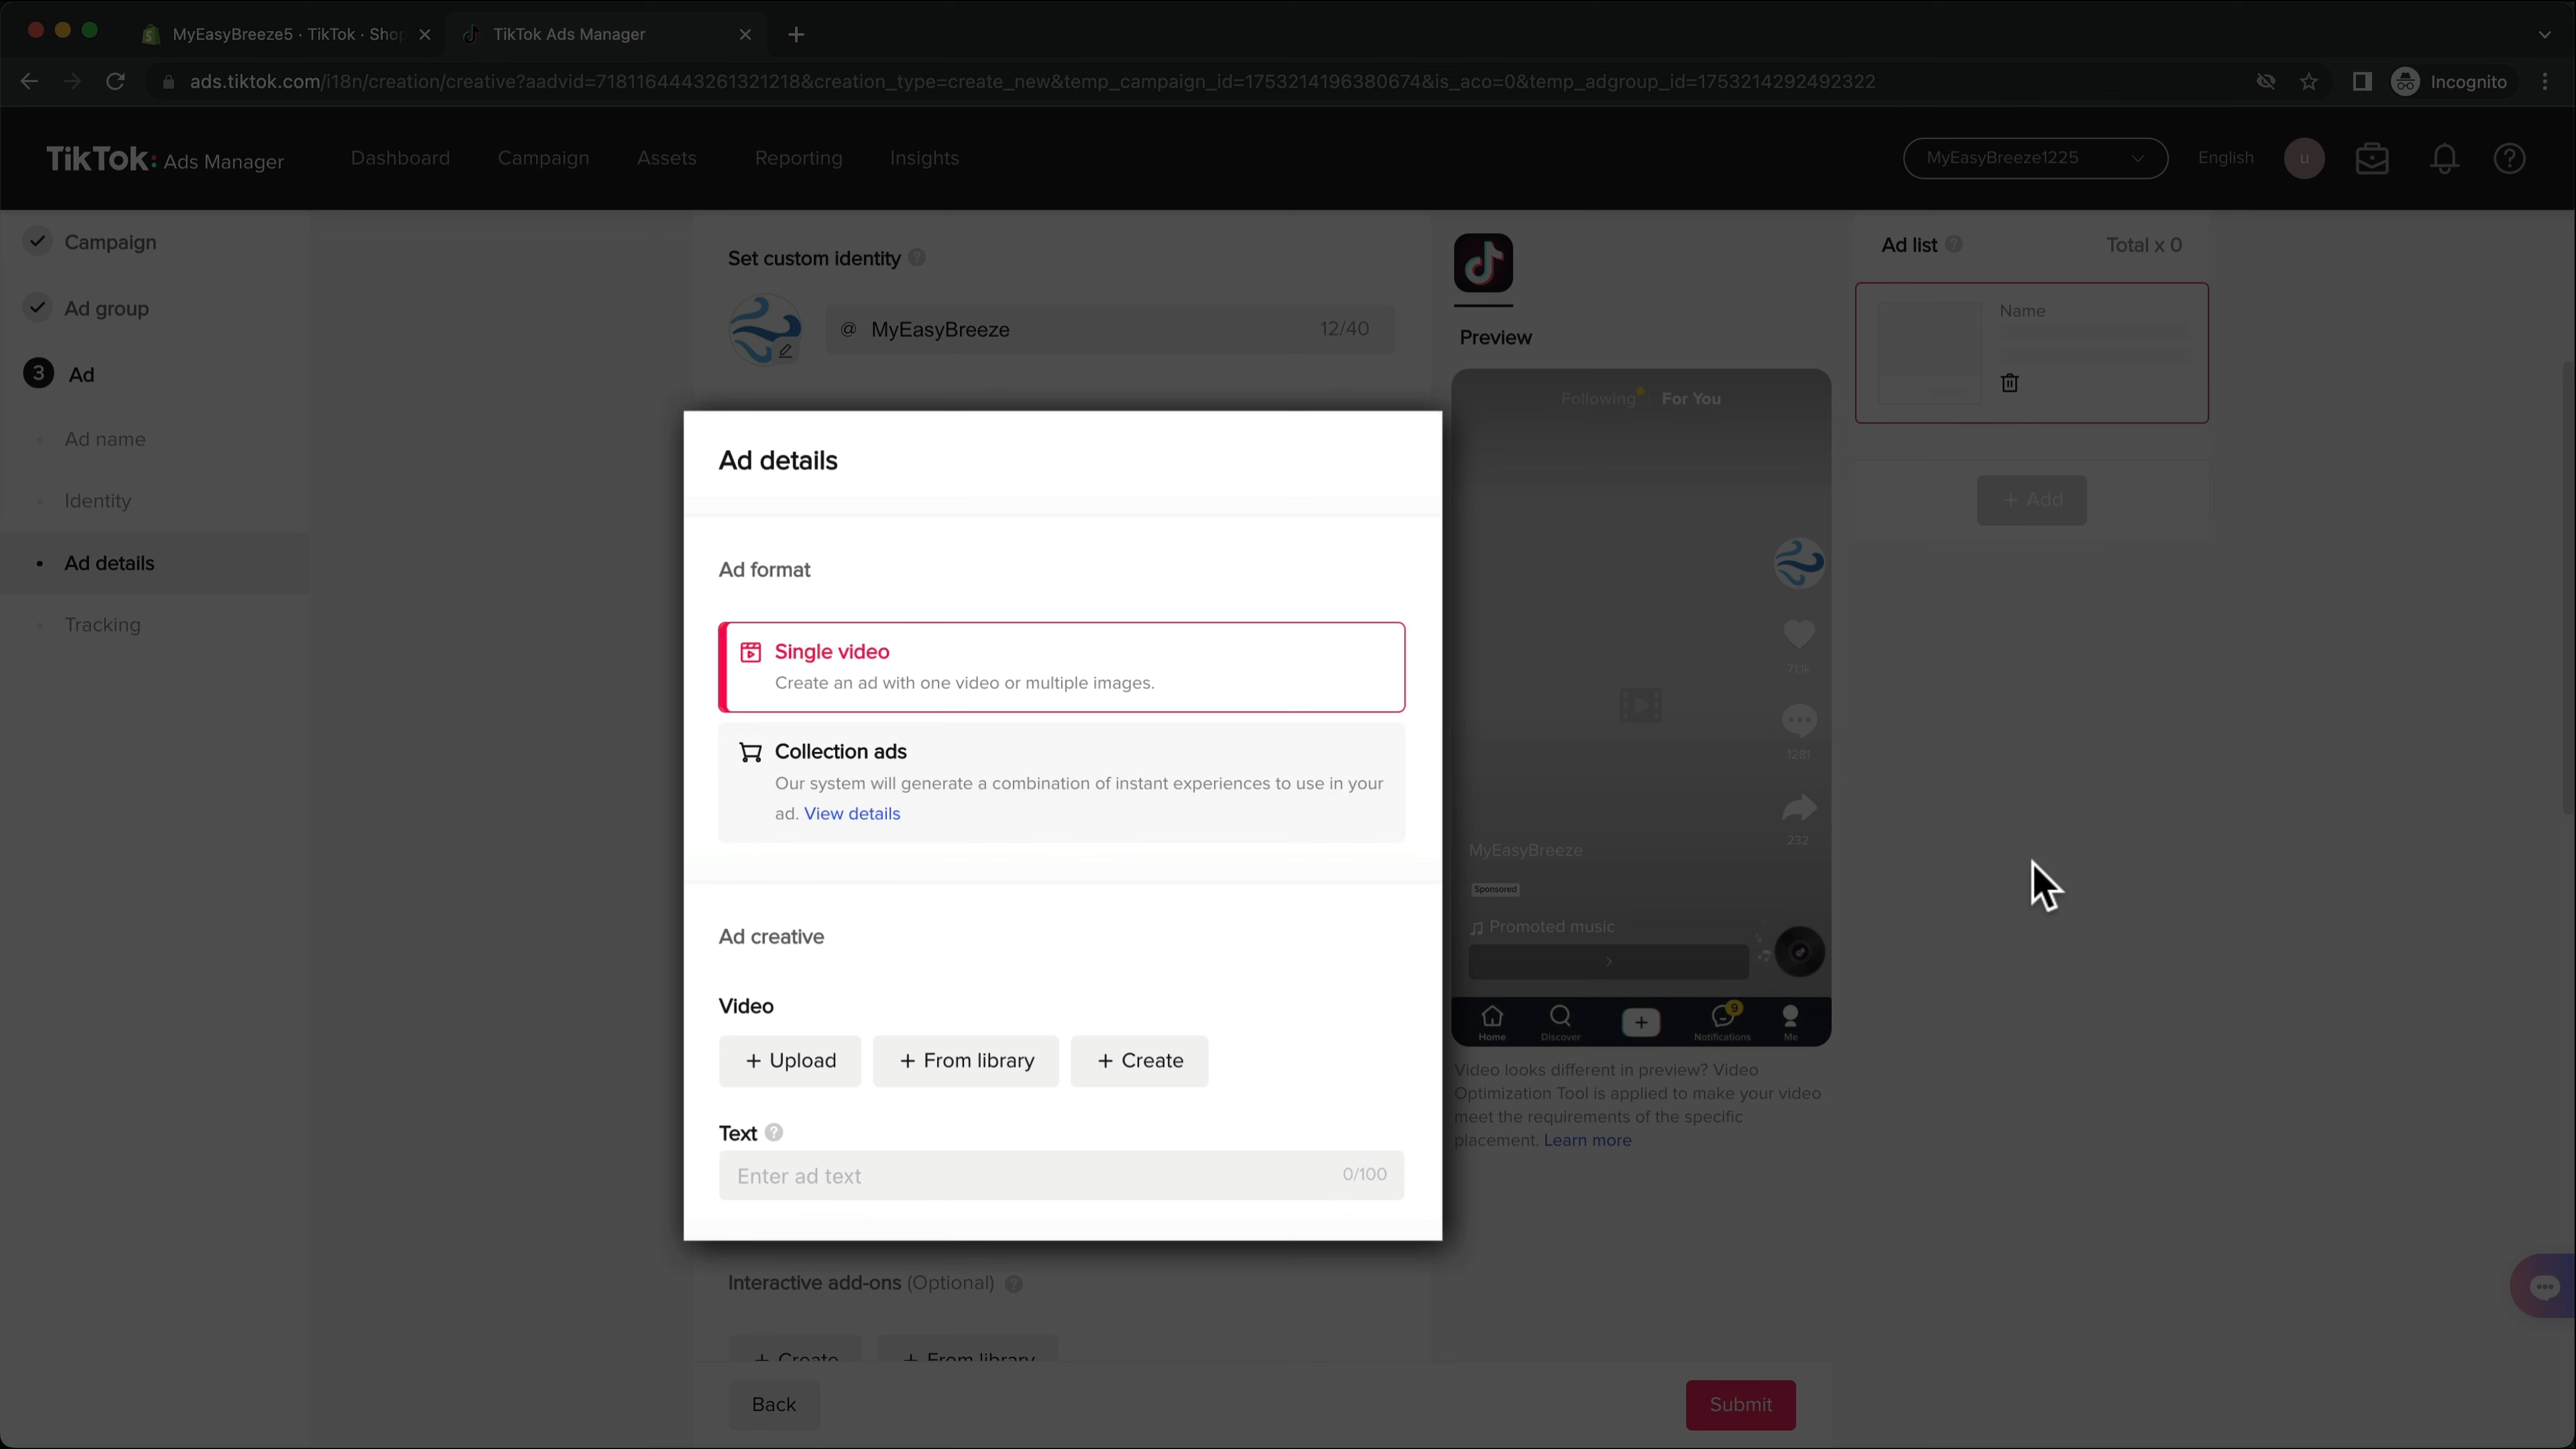 MyEasyBreeze5 · TikTok · Shop
TikTok Ads Manager
ads.tiktok.com/i18n/creation/creative?aadvid=7181164443261321218&creation_type=create_new&temp_campaign_id=1753214196380674&is_aco=0&temp_adgroup_id=1753214292492322
Incognito
TikTok: Ads Manager
Dashboard
Campaign
Assets
Reporting
Insights
MyEasyBreeze1225
English
u
Campaign
Ad group
3 Ad
Ad name
Identity
Ad details
Tracking
Set custom identity
@ MyEasyBreeze 12/40
Ad details
Ad format
Single video
Create an ad with one video or multiple images.
Collection ads
Our system will generate a combination of instant experiences to use in your
ad. View details
Ad creative
Video
+ Upload
+ From library
+ Create
Text
Enter ad text 0/100
Interactive add-ons (Optional)
+ Create
+ From library
Back
Submit
Preview
Following For You
71.1k
1281
232
MyEasyBreeze
Sponsored
Promoted music
Home
Discover
9
Notifications
Me
Video looks different in preview? Video
Optimization Tool is applied to make your video
meet the requirements of the specific
placement. Learn more
Ad list Total x 0
Name
+ Add